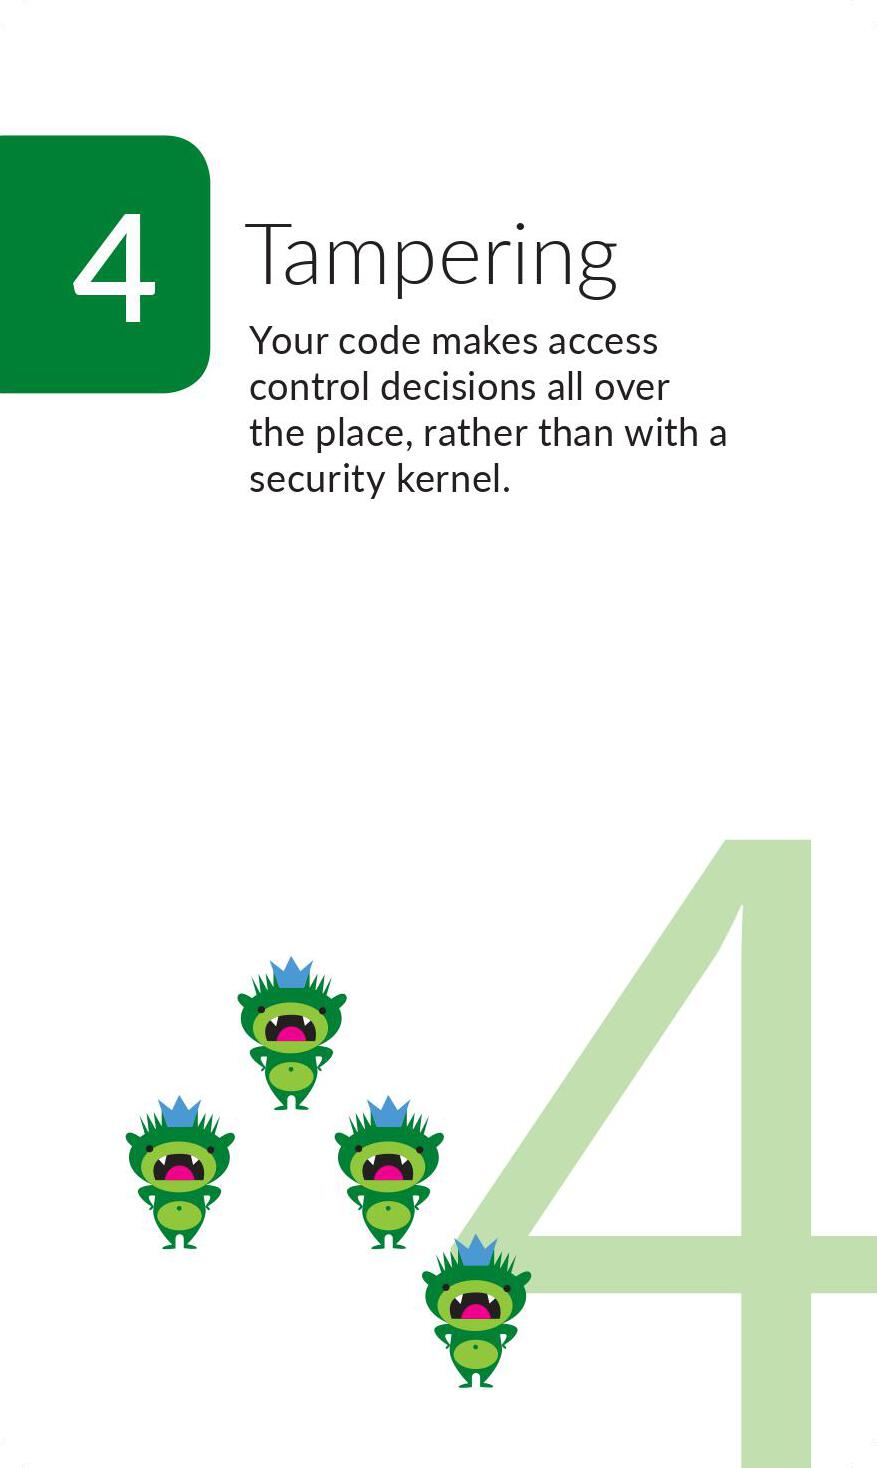 4
Tampering
Your code makes access
control decisions all over
the place, rather than with a
security kernel.
4